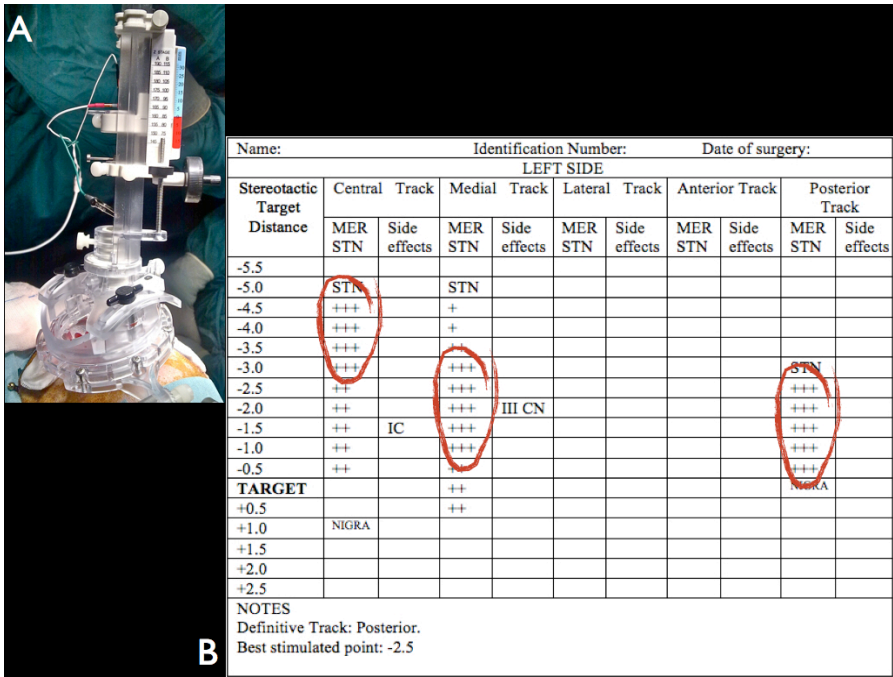 A
Name: Identification Number: Date of surgery:
LEFT SIDE
Stereotactic Target Distance Central Track Medial Track Lateral Track Anterior Track Posterior Track
MER STN Side effects MER STN Side effects MER STN Side effects MER STN Side effects MER STN Side effects
-5.5
-5.0 STN STN
-4.5 +++ +
-4.0 +++ +
-3.5 +++
-3.0 +++ +++ STN
-2.5 ++ +++ +++
-2.0 ++ +++ III CN +++
-1.5 ++ IC +++ +++
-1.0 ++ +++ +++
-0.5 ++ +++
TARGET ++ NIGRA
+0.5 ++
+1.0 NIGRA
+1.5
+2.0
+2.5
NOTES
Definitive Track: Posterior.
Best stimulated point: -2.5
B